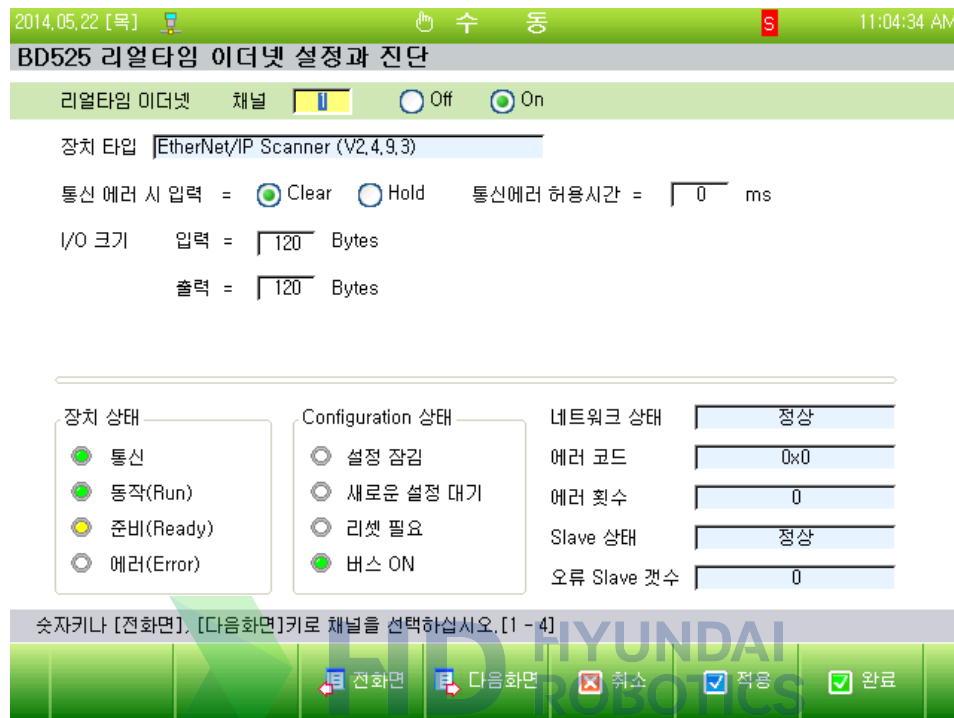 2014,05,22 [목] 수 동 S 11:04:34 AM
BD525 리얼타임 이더넷 설정과 진단
리얼타임 이더넷 채널 1 Off On
장치 타입 EtherNet/IP Scanner (V2,4,9,3)
통신 에러 시 입력 = Clear Hold 통신에러 허용시간 = 0 ms
I/O 크기 입력 = 120 Bytes
출력 = 120 Bytes
장치 상태
통신
동작(Run)
준비(Ready)
에러(Error)
Configuration 상태
설정 잠김
새로운 설정 대기
리셋 필요
버스 ON
네트워크 상태 정상
에러 코드 0x0
에러 횟수 0
Slave 상태 정상
오류 Slave 갯수 0
숫자키나 [전화면], [다음화면]키로 채널을 선택하십시오,[1 - 4]
전화면 다음화면 취소 적용 완료
HD HYUNDAI
ROBOTICS